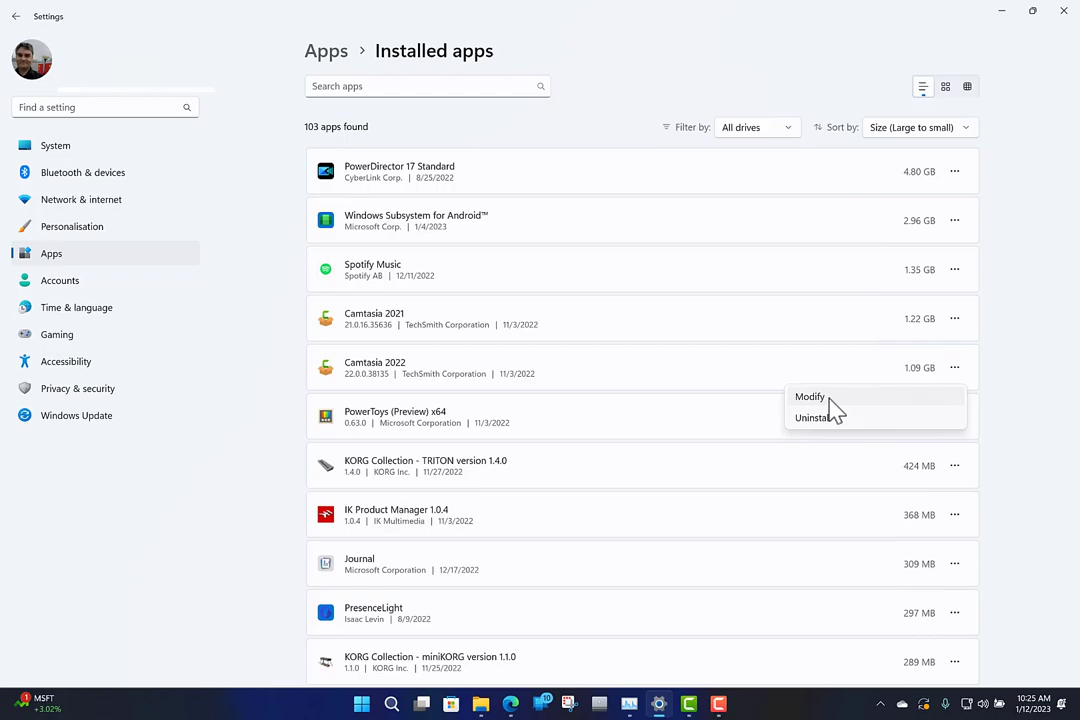 Settings
Apps > Installed apps
Search apps
Find a setting
103 apps found
Filter by: All drives
Sort by: Size (Large to small)
System
Bluetooth & devices
Network & internet
Personalisation
Apps
Accounts
Time & language
Gaming
Accessibility
Privacy & security
Windows Update
PowerDirector 17 Standard
CyberLink Corp. | 8/25/2022
4.80 GB
Windows Subsystem for Android™
Microsoft Corp. | 1/4/2023
2.96 GB
Spotify Music
Spotify AB | 12/11/2022
1.35 GB
Camtasia 2021
21.0.16.35636 | TechSmith Corporation | 11/3/2022
1.22 GB
Camtasia 2022
22.0.0.38135 | TechSmith Corporation | 11/3/2022
1.09 GB
Modify
Uninstall
PowerToys (Preview) x64
0.63.0 | Microsoft Corporation | 11/3/2022
KORG Collection - TRITON version 1.4.0
1.4.0 | KORG Inc. | 11/27/2022
424 MB
IK Product Manager 1.0.4
1.0.4 | IK Multimedia | 11/3/2022
368 MB
Journal
Microsoft Corporation | 12/17/2022
309 MB
PresenceLight
Isaac Levin | 8/9/2022
297 MB
KORG Collection - miniKORG version 1.1.0
1.1.0 | KORG Inc. | 11/25/2022
289 MB
1
MSFT
+3.02%
10
10:25 AM
1/12/2023